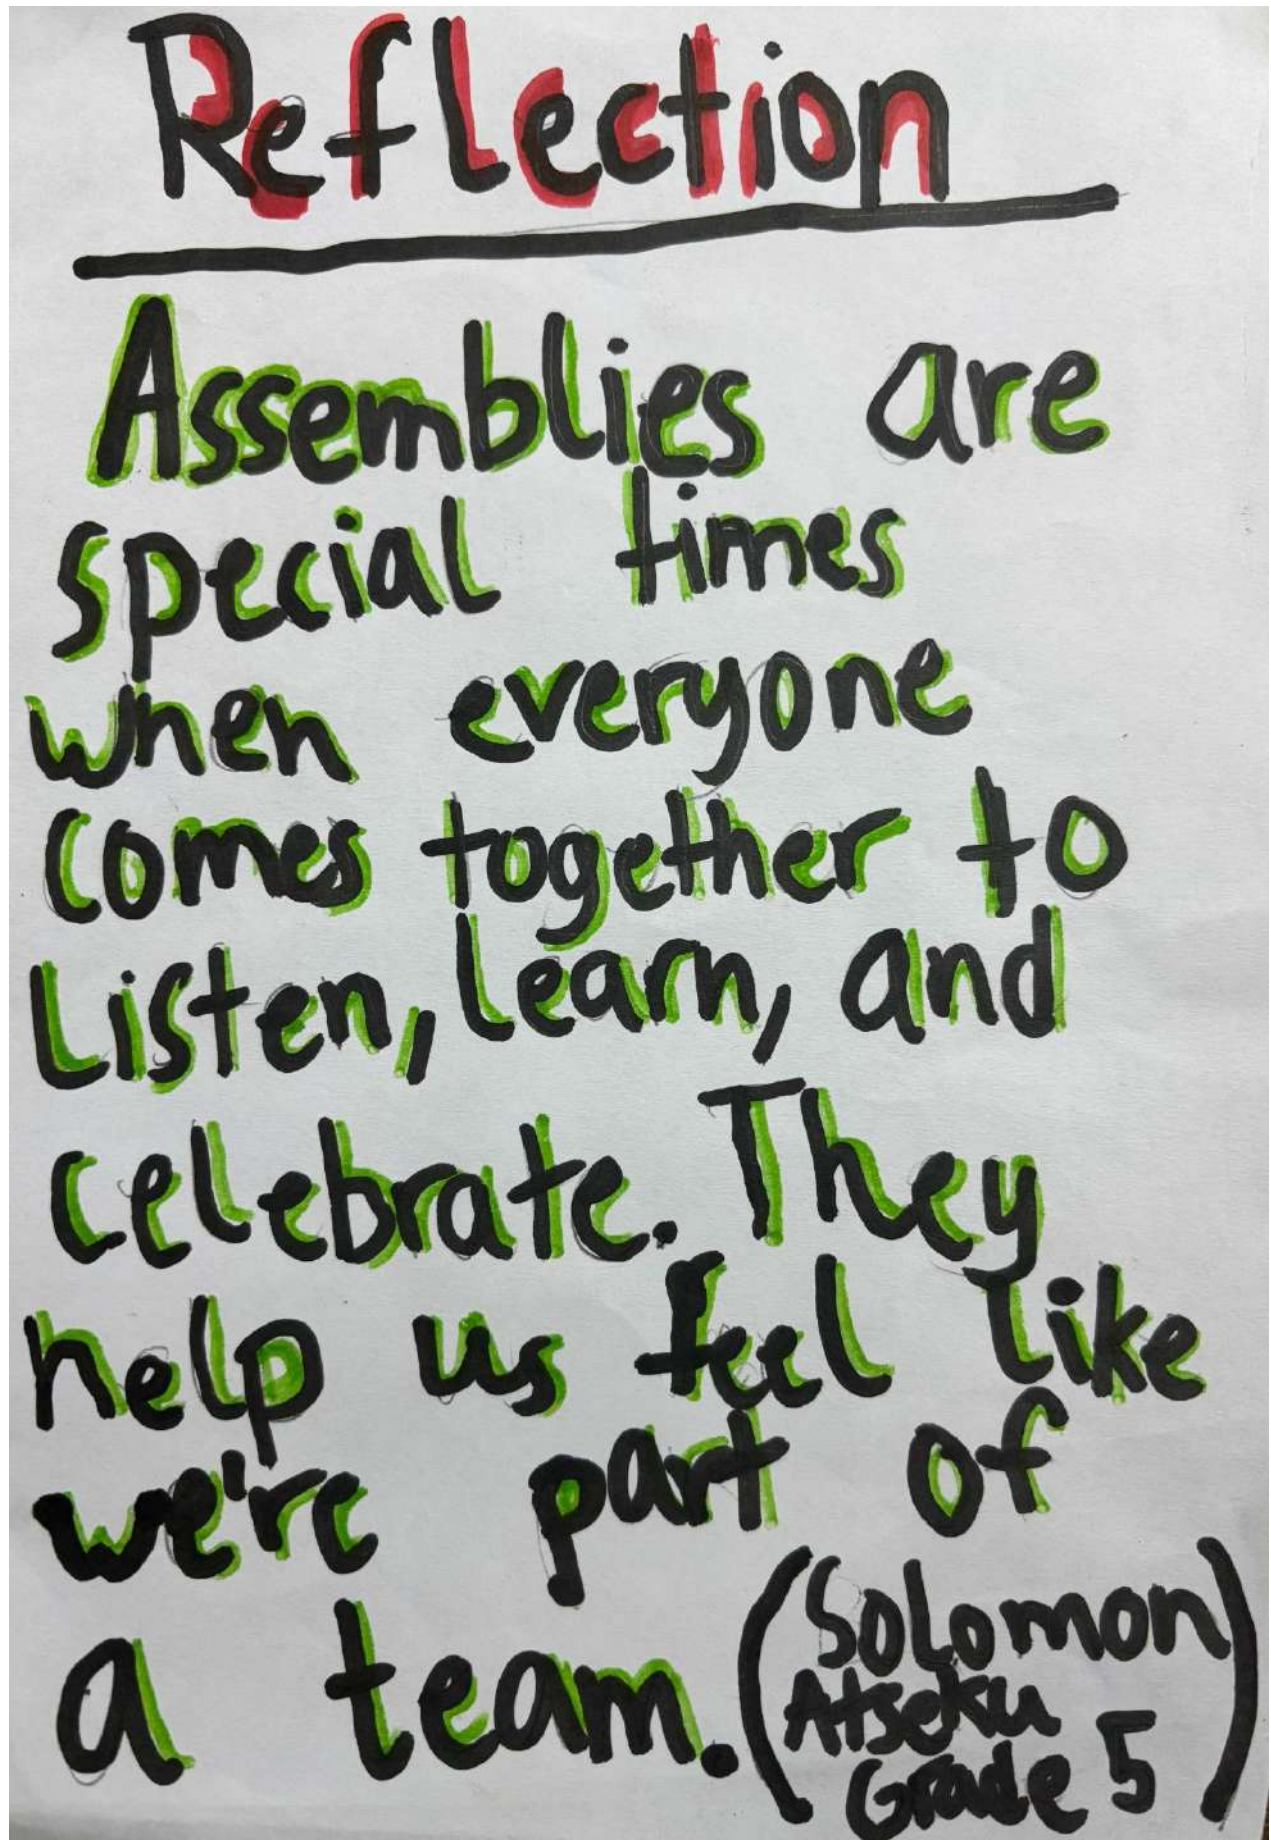 Reflection
Assemblies are
special times
when everyone
comes together to
Listen, learn, and
celebrate. They
help us feel like
we're part of
a team. (Solomon
Atseku
Grade 5)